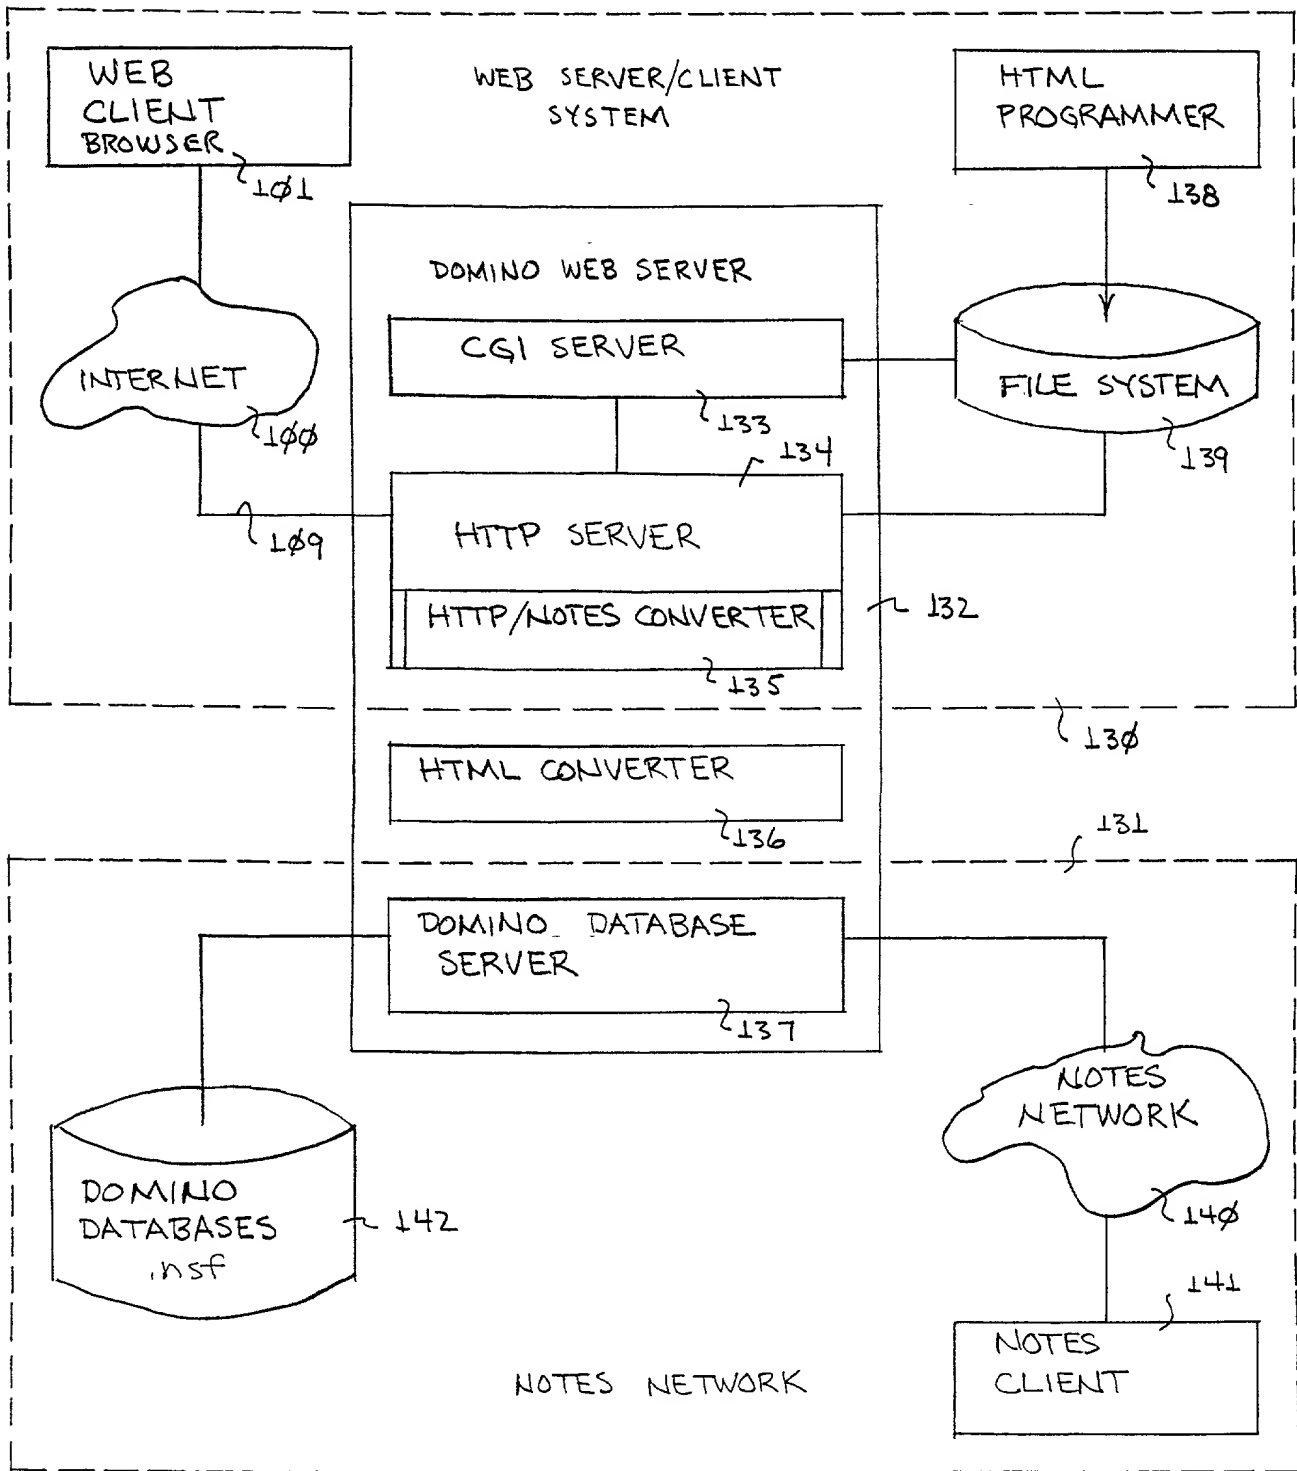 WEB
CLIENT
BROWSER
101
WEB SERVER/CLIENT
SYSTEM
HTML
PROGRAMMER
138
DOMINO WEB SERVER
CGI SERVER
133
INTERNET
100
109
FILE SYSTEM
139
134
HTTP SERVER
HTTP/NOTES CONVERTER
135
132
130
HTML CONVERTER
136
131
DOMINO DATABASE
SERVER
137
DOMINO
DATABASES
.nsf
142
NOTES
NETWORK
140
141
NOTES
CLIENT
NOTES NETWORK